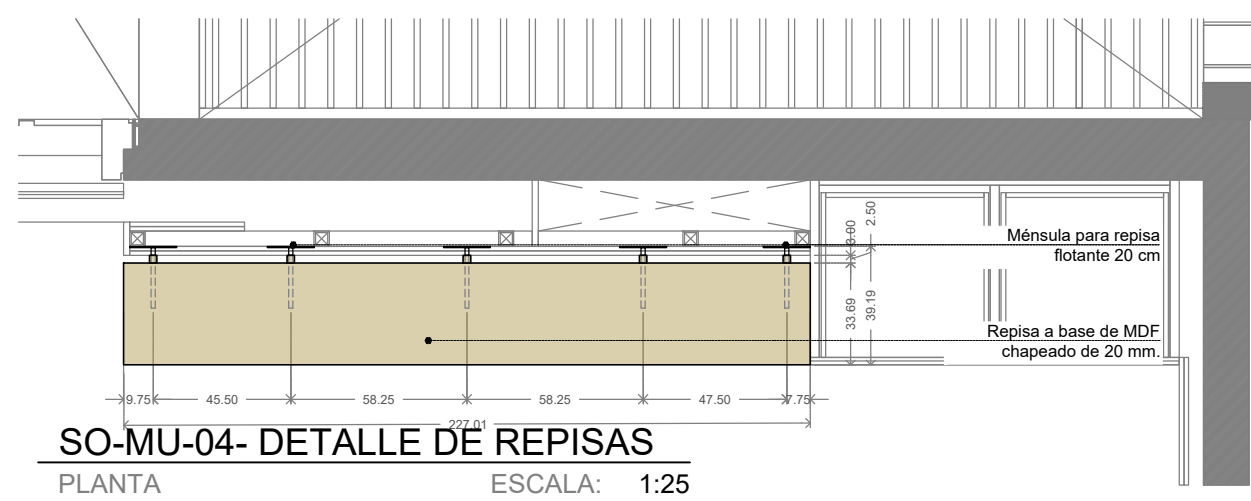 2.50
3.00
Ménsula para repisa
flotante 20 cm
33.69
39.19
Repisa a base de MDF
chapeado de 20 mm.
9.75 45.50 58.25 58.25 47.50 7.75
227.01
SO-MU-04- DETALLE DE REPISAS
PLANTA ESCALA: 1:25